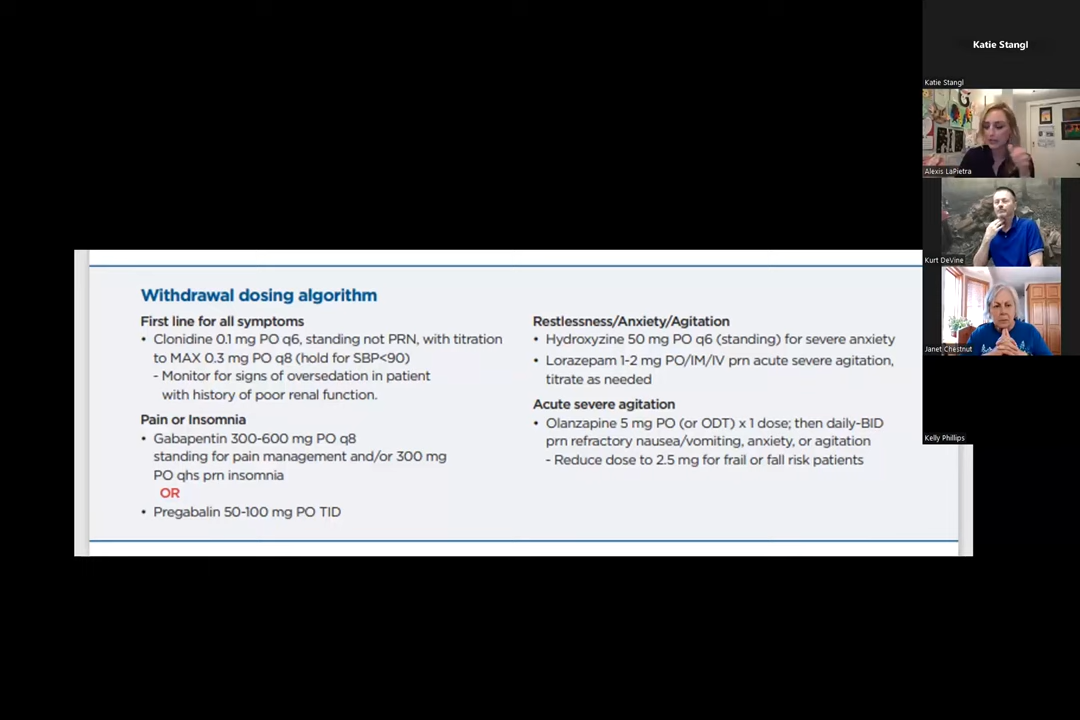 Withdrawal dosing algorithm
First line for all symptoms
• Clonidine 0.1 mg PO q6, standing not PRN, with titration
to MAX 0.3 mg PO q8 (hold for SBP<90)
- Monitor for signs of oversedation in patient
with history of poor renal function.
Pain or Insomnia
• Gabapentin 300-600 mg PO q8
standing for pain management and/or 300 mg
PO qhs prn insomnia
OR
• Pregabalin 50-100 mg PO TID
Restlessness/Anxiety/Agitation
• Hydroxyzine 50 mg PO q6 (standing) for severe anxiety
• Lorazepam 1-2 mg PO/IM/IV prn acute severe agitation,
titrate as needed
Acute severe agitation
• Olanzapine 5 mg PO (or ODT) x 1 dose; then daily-BID
prn refractory nausea/vomiting, anxiety, or agitation
- Reduce dose to 2.5 mg for frail or fall risk patients
Katie Stangl
Katie Stangl
Alexis LaPietra
Kurt DeVine
Janet Chestnut
Kelly Phillips